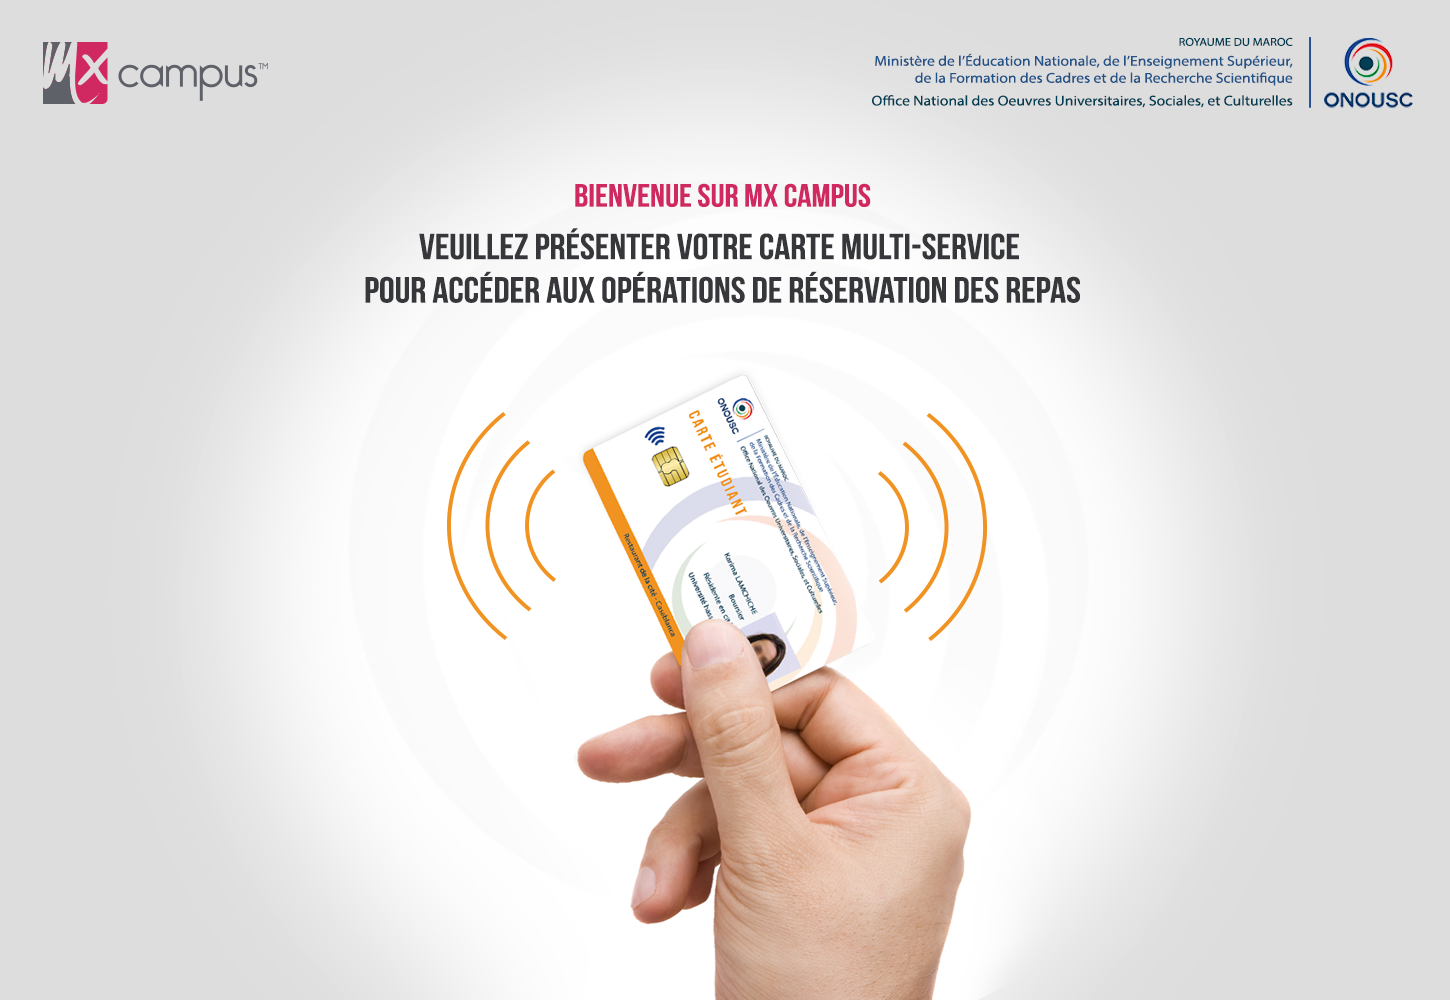 MX campus™
ROYAUME DU MAROC
Ministère de l'Éducation Nationale, de l'Enseignement Supérieur,
de la Formation des Cadres et de la Recherche Scientifique
Office National des Oeuvres Universitaires, Sociales, et Culturelles
ONOUSC
BIENVENUE SUR MX CAMPUS
VEUILLEZ PRÉSENTER VOTRE CARTE MULTI-SERVICE
POUR ACCÉDER AUX OPÉRATIONS DE RÉSERVATION DES REPAS
ONOUSC
ROYAUME DU MAROC
Ministère de l'Éducation Nationale, de l'Enseignement Supérieur,
de la Formation des Cadres et de la Recherche Scientifique
Office National des Oeuvres Universitaires, Sociales, et Culturelles
CARTE ÉTUDIANT
Karima LAMCHICHE
Boursier
Résidente en
Université
Restaurant de la cité - Casablanca